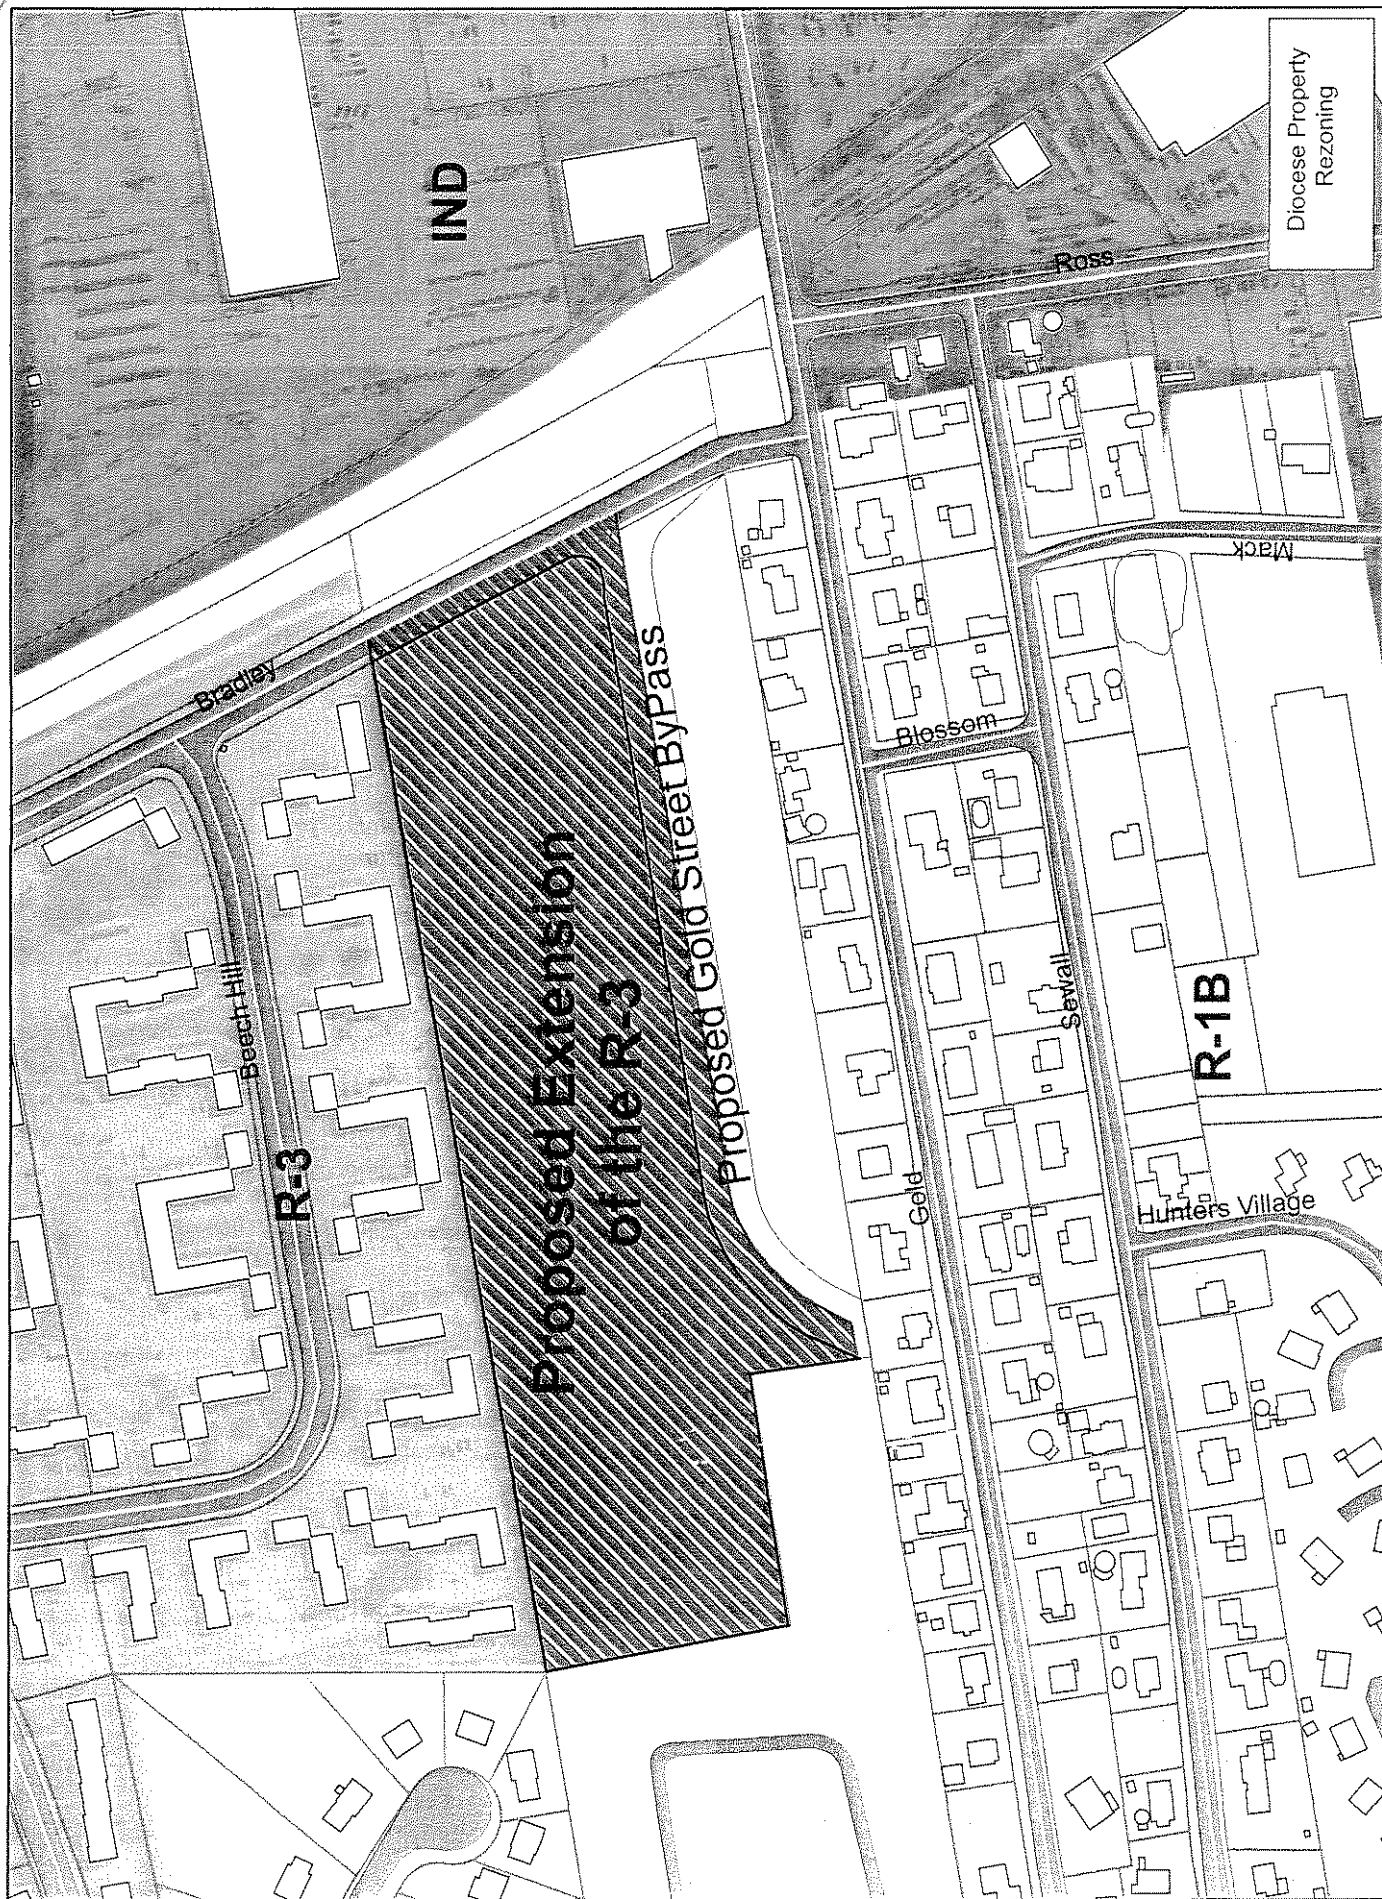 IND
Diocese Property
Rezoning
Ross
Bradley
Proposed Gold Street ByPass
Mack
Blossom
Beech Hill
Proposed Extension
of the R-3
Sewall
R-1B
R-3
Gold
Hunters Village